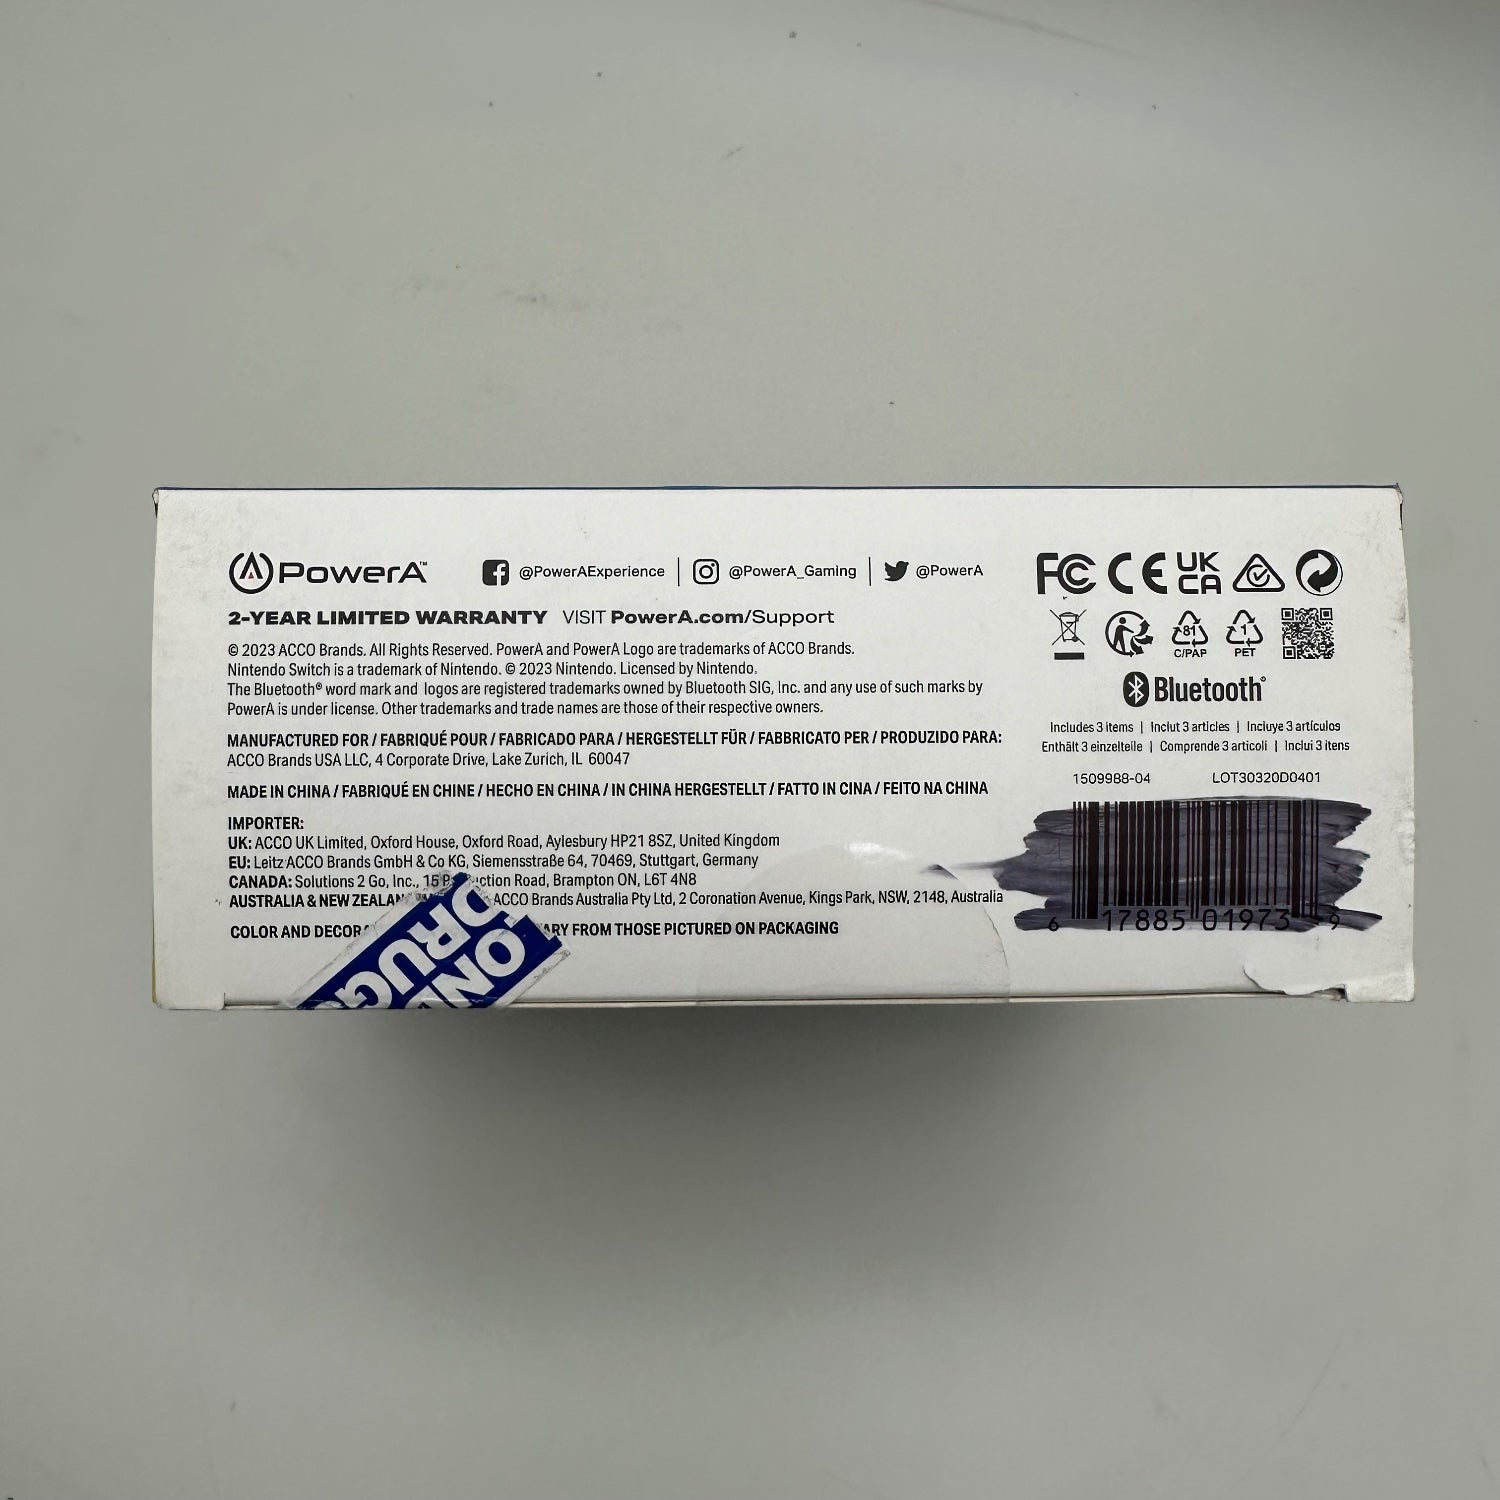 PowerA™ @PowerAExperience | @PowerA_Gaming | @PowerA
2-YEAR LIMITED WARRANTY VISIT PowerA.com/Support
© 2023 ACCO Brands. All Rights Reserved. PowerA and PowerA Logo are trademarks of ACCO Brands.
Nintendo Switch is a trademark of Nintendo. © 2023 Nintendo. Licensed by Nintendo.
The Bluetooth® word mark and logos are registered trademarks owned by Bluetooth SIG, Inc. and any use of such marks by
PowerA is under license. Other trademarks and trade names are those of their respective owners.
MANUFACTURED FOR / FABRIQUÉ POUR / FABRICADO PARA / HERGESTELLT FÜR / FABBRICATO PER / PRODUZIDO PARA:
ACCO Brands USA LLC, 4 Corporate Drive, Lake Zurich, IL 60047
MADE IN CHINA / FABRIQUÉ EN CHINE / HECHO EN CHINA / IN CHINA HERGESTELLT / FATTO IN CINA / FEITO NA CHINA
IMPORTER:
UK: ACCO UK Limited, Oxford House, Oxford Road, Aylesbury HP21 8SZ, United Kingdom
EU: Leitz ACCO Brands GmbH & Co KG, Siemensstraße 64, 70469, Stuttgart, Germany
CANADA: Solutions 2 Go, Inc., 15 Road, Brampton ON, L6T 4N8
AUSTRALIA & NEW ACCO Brands Australia Pty Ltd, 2 Coronation Avenue, Kings Park, NSW, 2148, Australia
COLOR AND FROM THOSE PICTURED ON PACKAGING
FC CE UK
CA
81 1
C/PAP PET
Bluetooth®
Includes 3 items | Inclut 3 articles | Incluye 3 artículos
Enthält 3 einzelteile | Comprende 3 articoli | Inclui 3 itens
1509988-04 LOT30320D0401
6 17885 01973 9